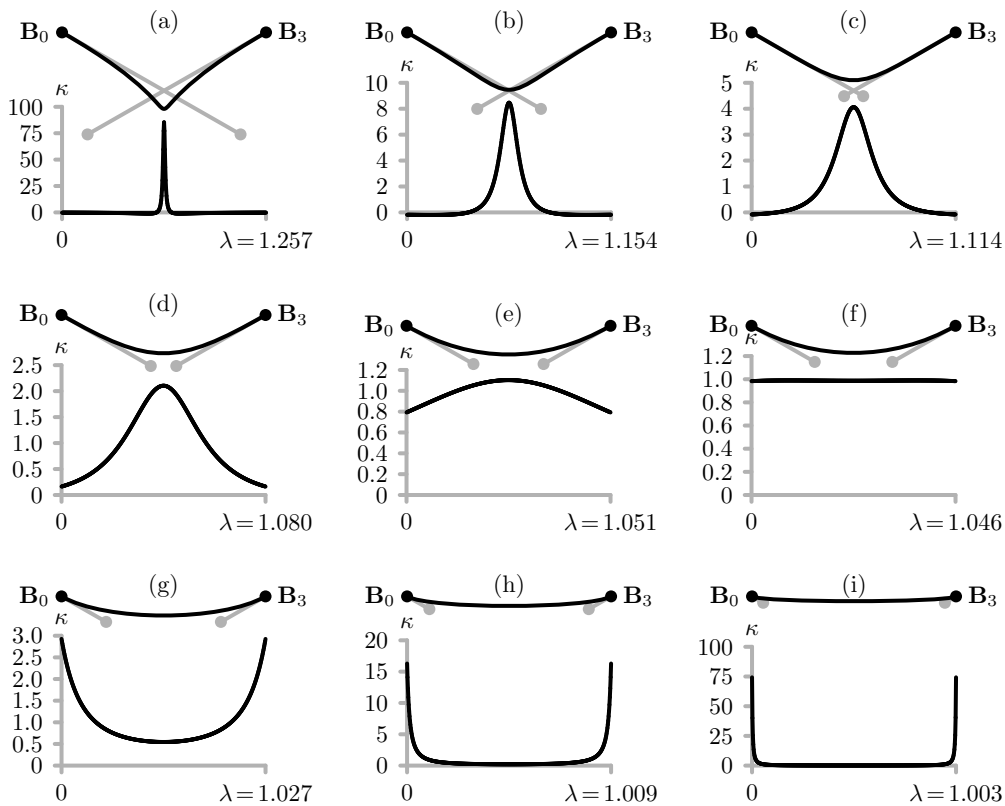 (a)
B₀ B₃
κ
100
75
50
25
0
0 λ = 1.257
(b)
B₀ B₃
κ
10
8
6
4
2
0
0 λ = 1.154
(c)
B₀ B₃
κ
5
4
3
2
1
0
0 λ = 1.114
(d)
B₀ B₃
κ
2.5
2.0
1.5
1.0
0.5
0
0 λ = 1.080
(e)
B₀ B₃
κ
1.2
1.0
0.8
0.6
0.4
0.2
0
0 λ = 1.051
(f)
B₀ B₃
κ
1.2
1.0
0.8
0.6
0.4
0.2
0
0 λ = 1.046
(g)
B₀ B₃
κ
3.0
2.5
2.0
1.5
1.0
0.5
0
0 λ = 1.027
(h)
B₀ B₃
κ
20
15
10
5
0
0 λ = 1.009
(i)
B₀ B₃
κ
100
75
50
25
0
0 λ = 1.003